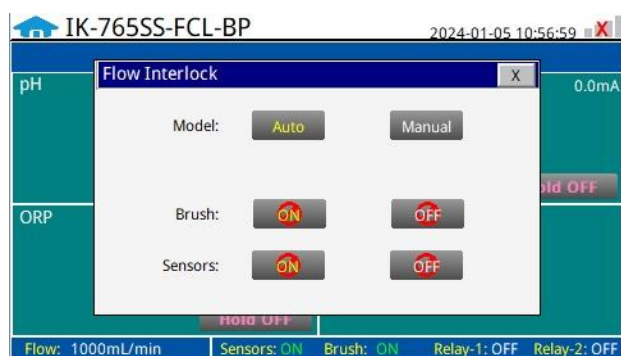 IK-765SS-FCL-BP 2024-01-05 10:56:59
Flow Interlock X
pH 0.0mA
Model: Auto Manual
Hold OFF
ORP Brush: ON OFF
Sensors: ON OFF
Hold OFF
Flow: 1000mL/min Sensors: ON Brush: ON Relay-1: OFF Relay-2: OFF